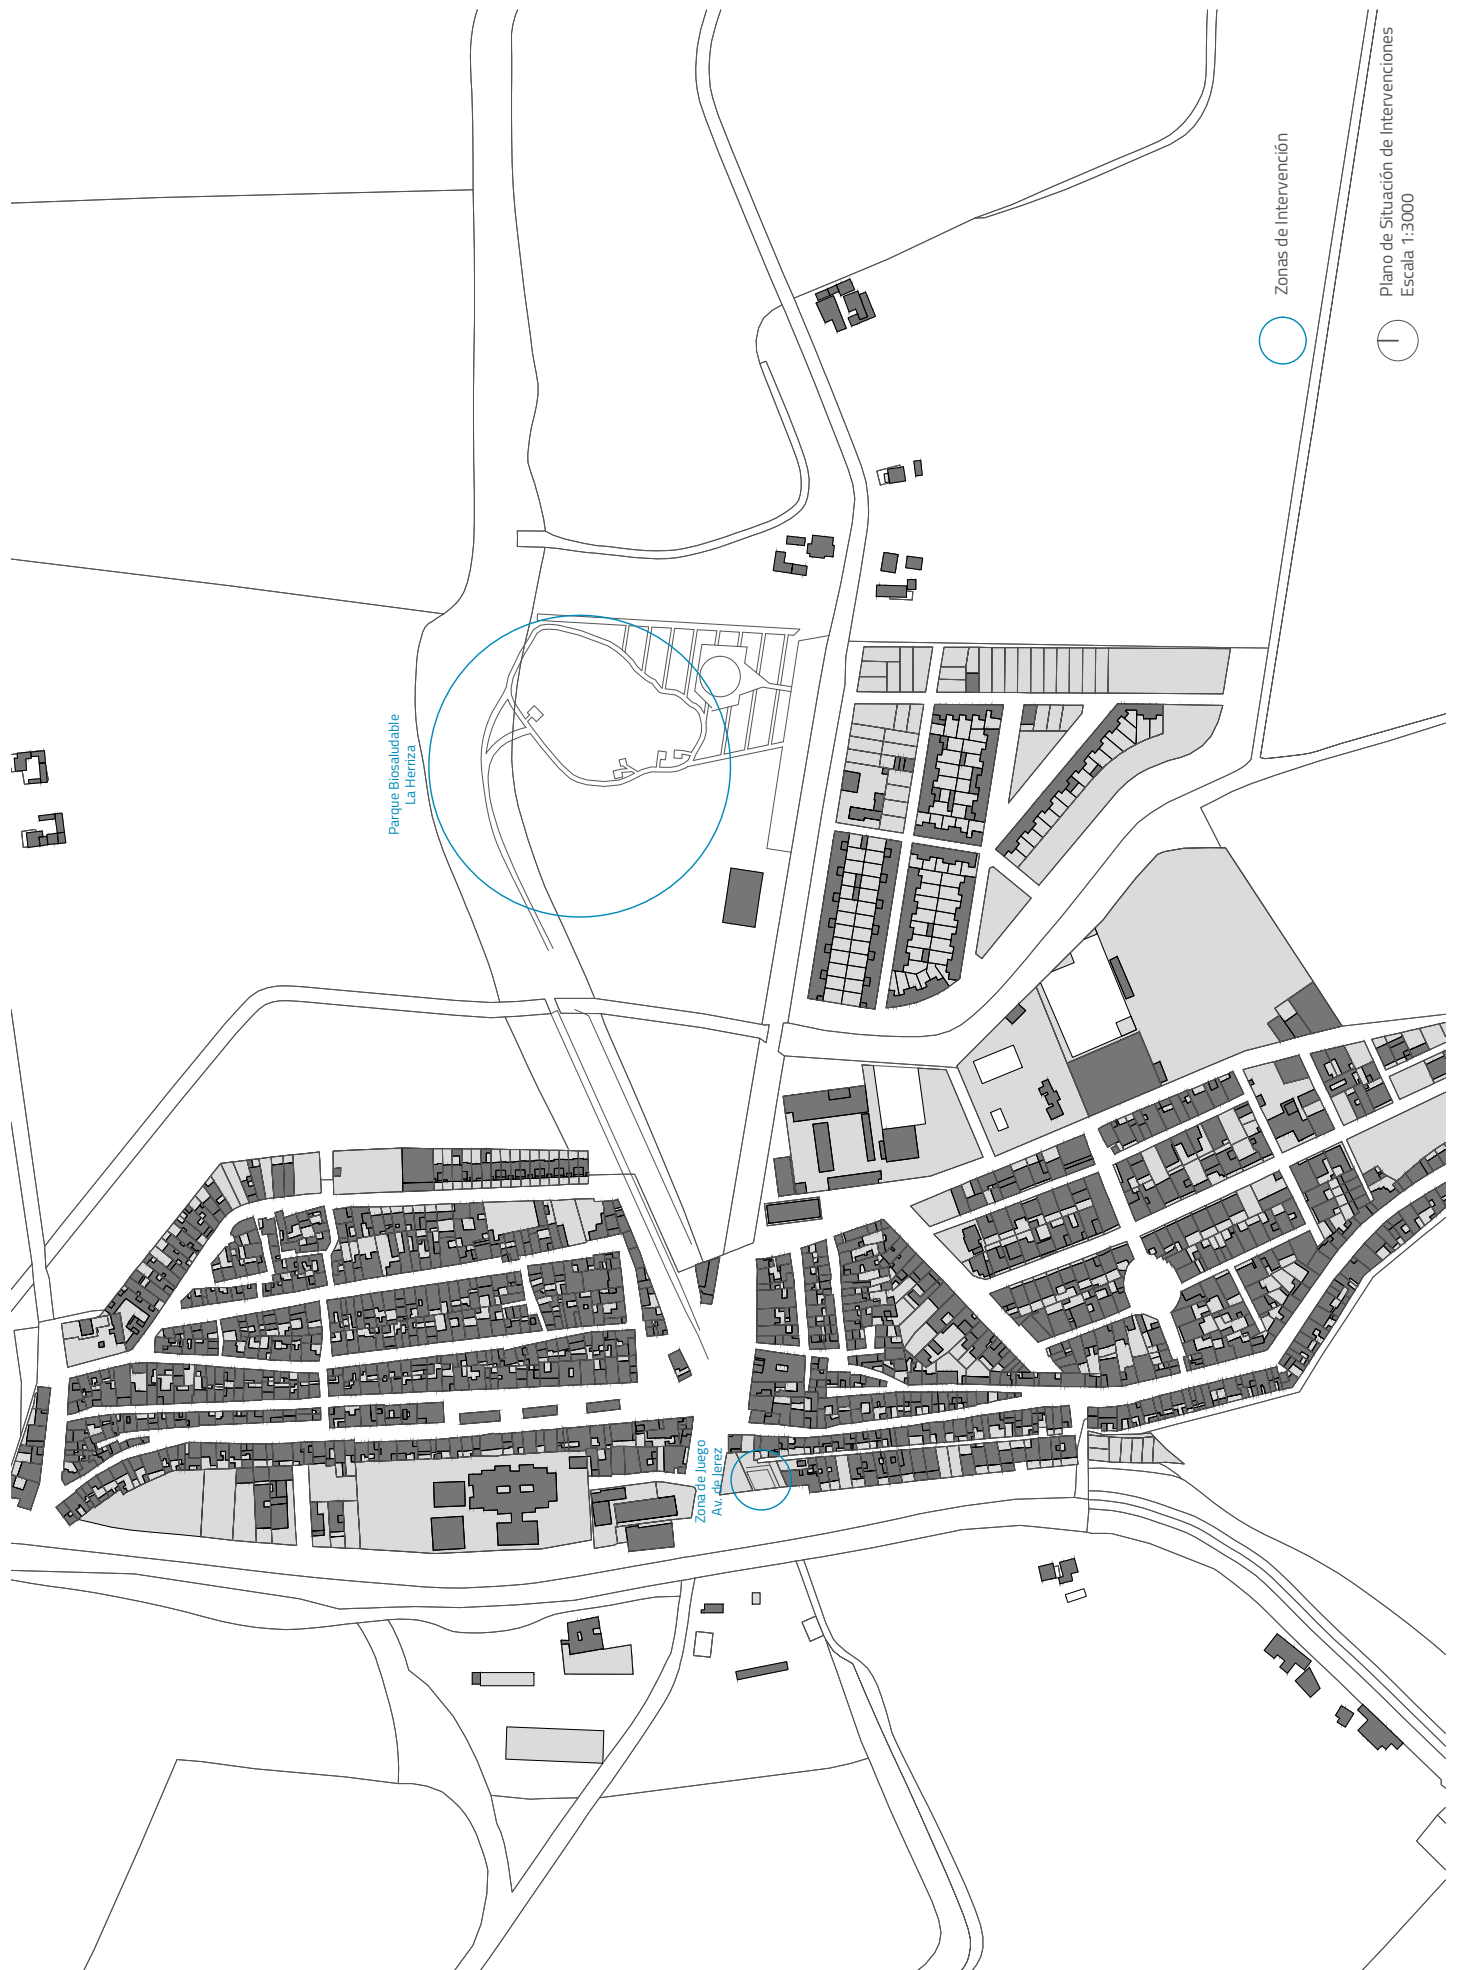 Parque Biosaludable
La Herriza
Zona de Juego
Av. de Jerez
Zonas de Intervención
Plano de Situación de Intervenciones
Escala 1:3000